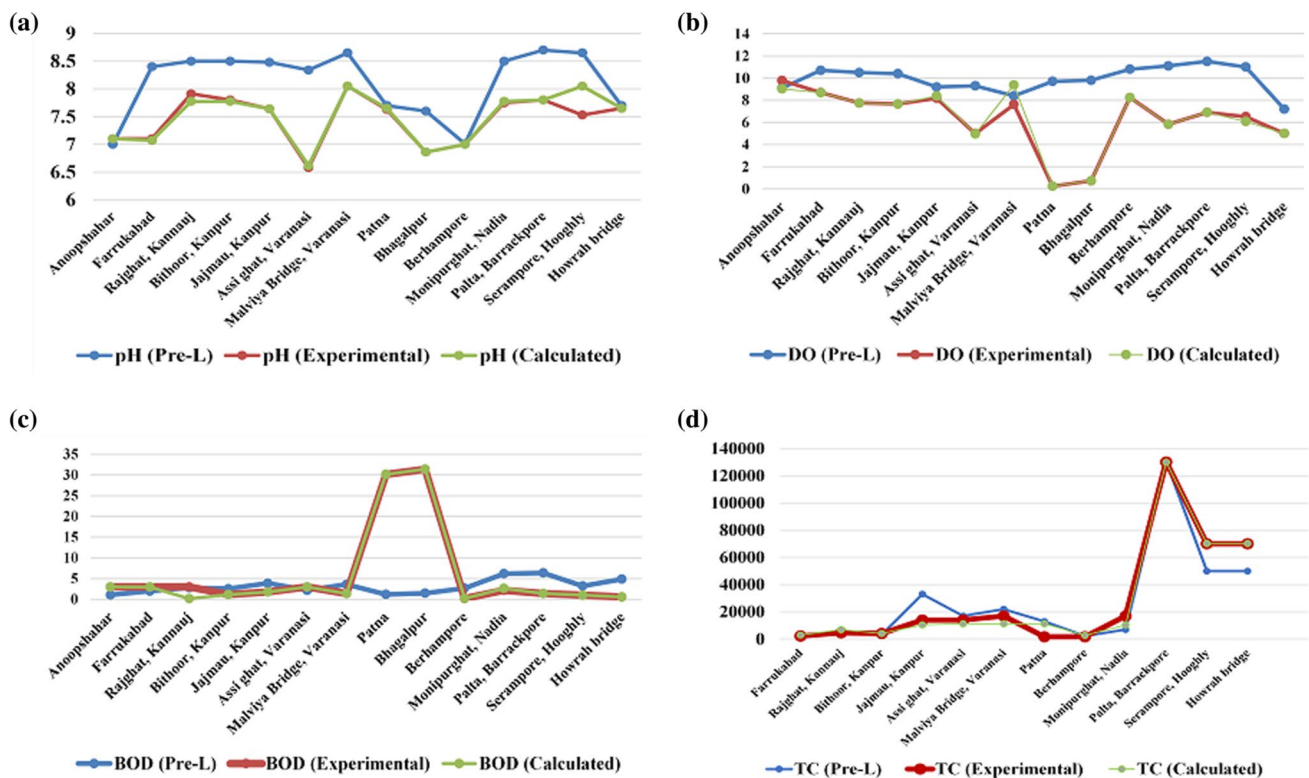 (a)
9
8.5
8
7.5
7
6.5
6
Anoopshahar
Farrukabad
Rajghat, Kannauj
Bithoor, Kanpur
Jajmau, Kanpur
Assi ghat, Varanasi
Malviya Bridge, Varanasi
Patna
Bhagalpur
Berhampore
Monipurghat, Nadia
Palta, Barrackpore
Serampore, Hooghly
Howrah bridge
pH (Pre-L) pH (Experimental) pH (Calculated)
(b)
14
12
10
8
6
4
2
0
Anoopshahar
Farrukabad
Rajghat, Kannauj
Bithoor, Kanpur
Jajmau, Kanpur
Assi ghat, Varanasi
Malviya Bridge, Varanasi
Patna
Bhagalpur
Berhampore
Monipurghat, Nadia
Palta, Barrackpore
Serampore, Hooghly
Howrah bridge
DO (Pre-L) DO (Experimental) DO (Calculated)
(c)
35
30
25
20
15
10
5
0
Anoopshahar
Farrukabad
Rajghat, Kannauj
Bithoor, Kanpur
Jajmau, Kanpur
Assi ghat, Varanasi
Malviya Bridge, Varanasi
Patna
Bhagalpur
Berhampore
Monipurghat, Nadia
Palta, Barrackpore
Serampore, Hooghly
Howrah bridge
BOD (Pre-L) BOD (Experimental) BOD (Calculated)
(d)
140000
120000
100000
80000
60000
40000
20000
0
Farrukabad
Rajghat, Kannauj
Bithoor, Kanpur
Jajmau, Kanpur
Assi ghat, Varanasi
Malviya Bridge, Varanasi
Patna
Berhampore
Monipurghat, Nadia
Palta, Barrackpore
Serampore, Hooghly
Howrah bridge
TC (Pre-L) TC (Experimental) TC (Calculated)